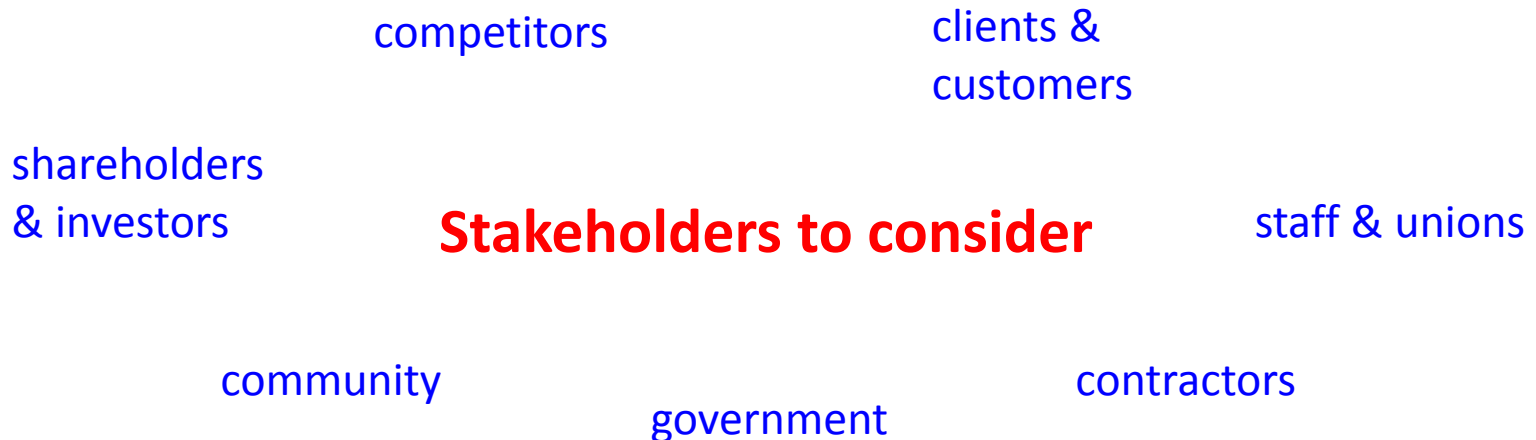 competitors
clients &
customers
shareholders
& investors
Stakeholders to consider
staff & unions
community
contractors
government